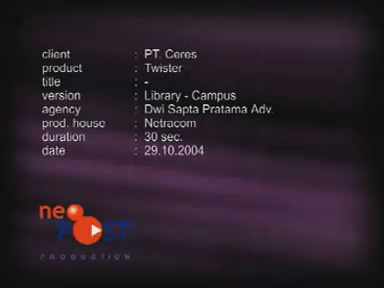 client : PT. Ceres
product : Twister
title : -
version : Library - Campus
agency : Dwi Sapta Pratama Adv.
prod. house : Netracom
duration : 30 sec.
date : 29.10.2004
neo
POST
PRODUCTION